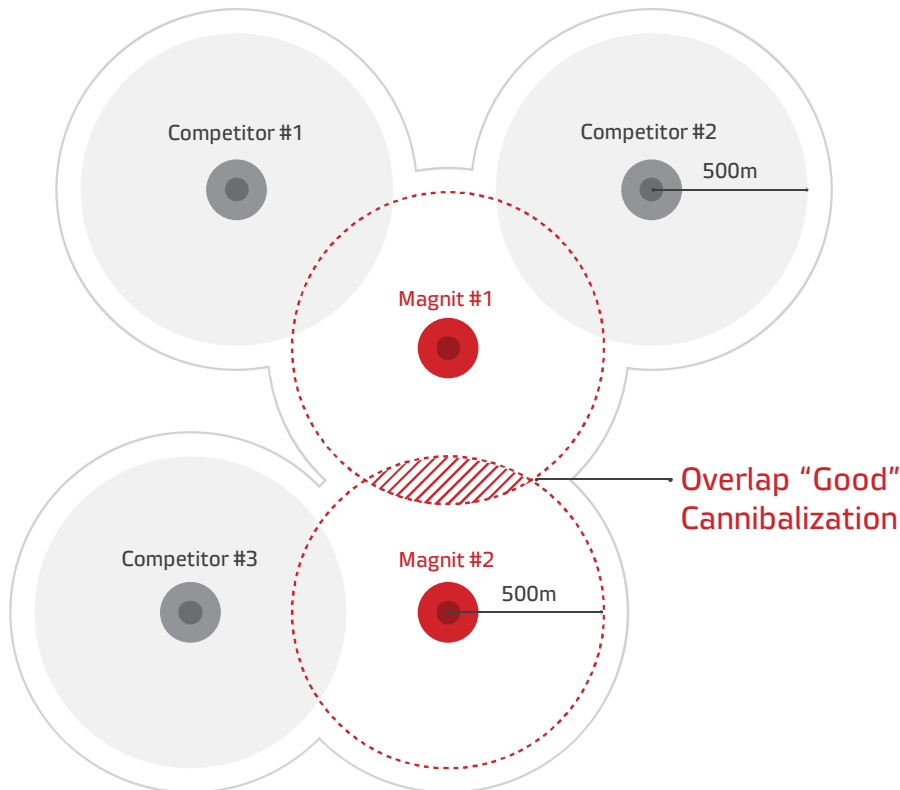 Competitor #1
Competitor #2
500m
Magnit #1
Overlap “Good”
Cannibalization
Competitor #3
Magnit #2
500m